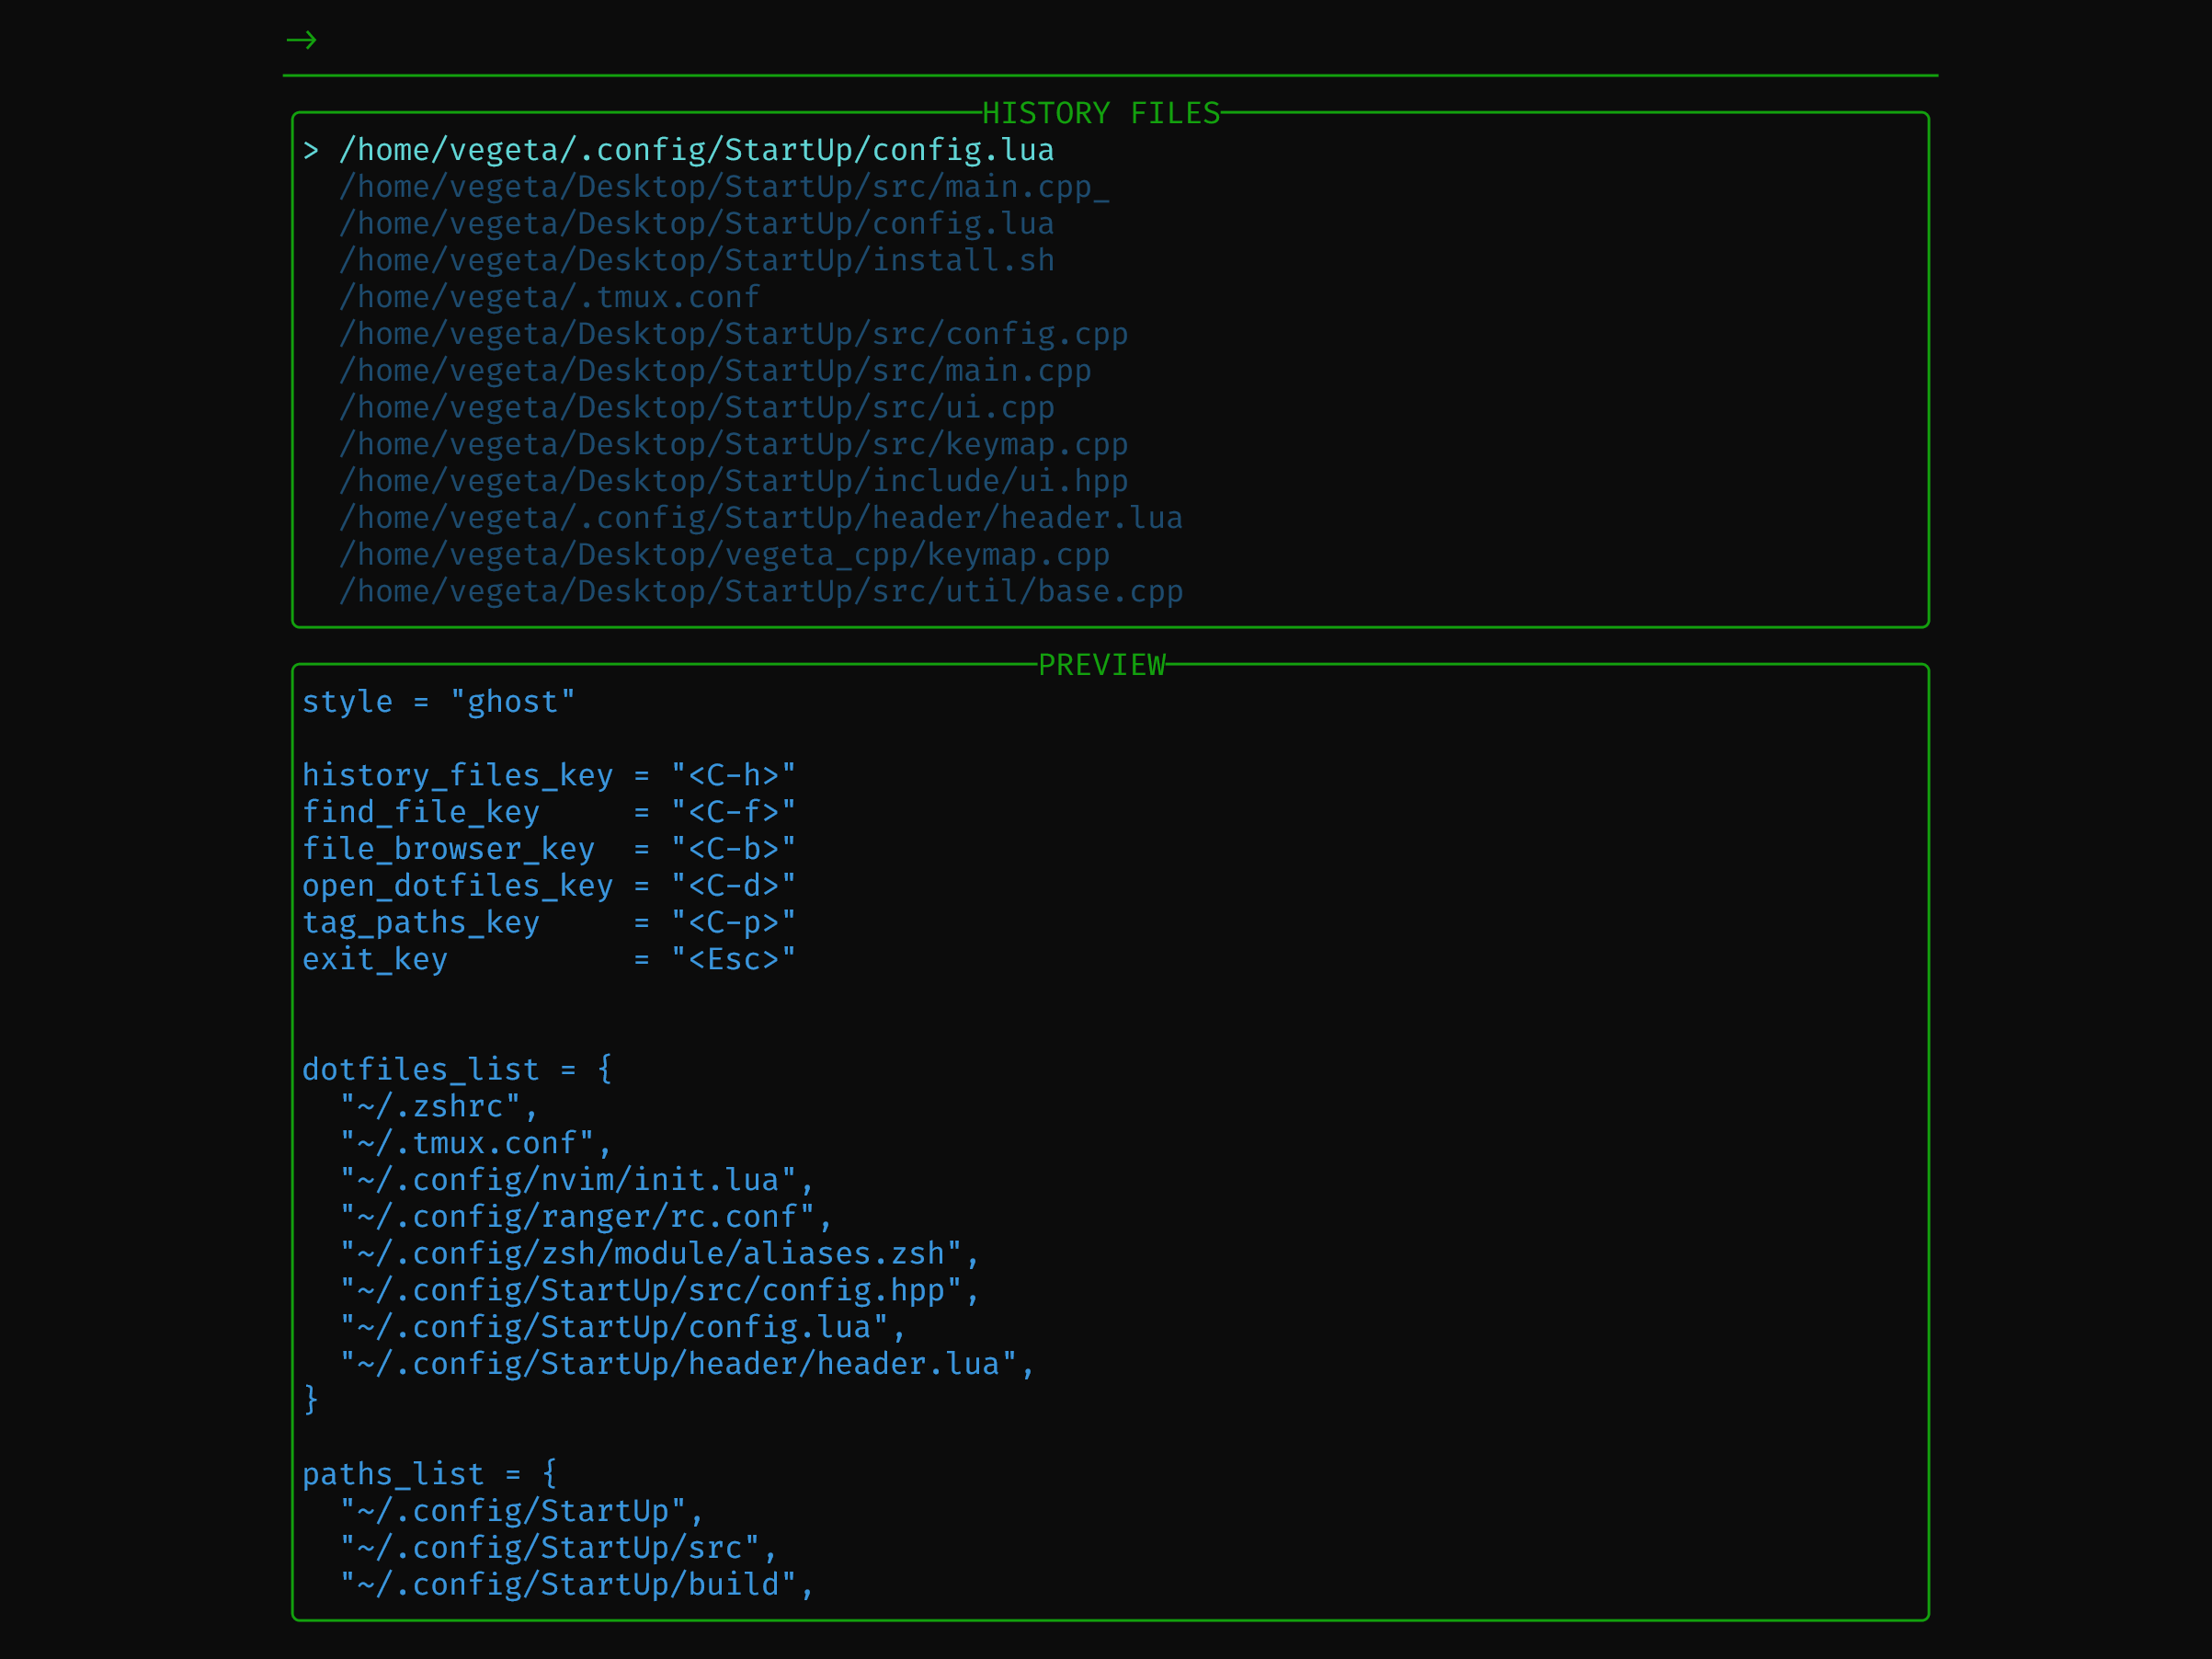 →
HISTORY FILES
> /home/vegeta/.config/StartUp/config.lua
/home/vegeta/Desktop/StartUp/src/main.cpp_
/home/vegeta/Desktop/StartUp/config.lua
/home/vegeta/Desktop/StartUp/install.sh
/home/vegeta/.tmux.conf
/home/vegeta/Desktop/StartUp/src/config.cpp
/home/vegeta/Desktop/StartUp/src/main.cpp
/home/vegeta/Desktop/StartUp/src/ui.cpp
/home/vegeta/Desktop/StartUp/src/keymap.cpp
/home/vegeta/Desktop/StartUp/include/ui.hpp
/home/vegeta/.config/StartUp/header/header.lua
/home/vegeta/Desktop/vegeta_cpp/keymap.cpp
/home/vegeta/Desktop/StartUp/src/util/base.cpp
PREVIEW
style = "ghost"
history_files_key = "<C-h>"
find_file_key     = "<C-f>"
file_browser_key  = "<C-b>"
open_dotfiles_key = "<C-d>"
tag_paths_key     = "<C-p>"
exit_key          = "<Esc>"
dotfiles_list = {
  "~/.zshrc",
  "~/.tmux.conf",
  "~/.config/nvim/init.lua",
  "~/.config/ranger/rc.conf",
  "~/.config/zsh/module/aliases.zsh",
  "~/.config/StartUp/src/config.hpp",
  "~/.config/StartUp/config.lua",
  "~/.config/StartUp/header/header.lua",
}
paths_list = {
  "~/.config/StartUp",
  "~/.config/StartUp/src",
  "~/.config/StartUp/build",